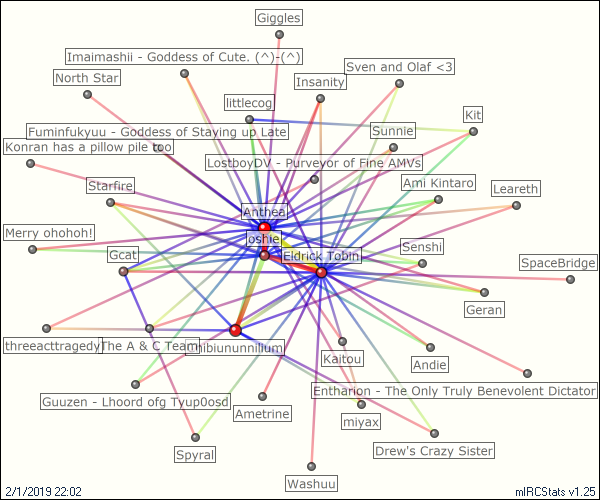 Giggles
Imaimashii - Goddess of Cute. (^)-(^)
Sven and Olaf <3
North Star
Insanity
littlecog
Kit
Fuminfukyuu - Goddess of Staying up Late
Sunnie
Konran has a pillow pile too
LostboyDV - Purveyor of Fine AMVs
Starfire
Ami Kintaro
Leareth
Anthea
Merry ohohoh!
oshie
Gcat
Eldrick Tobin
Senshi
SpaceBridge
Geran
threeacttragedy
The A & C Team
Kaitou
Andie
Entharion - The Only Truly Benevolent Dictator
Guuzen - Lhoord ofg Tyup0osd
Ametrine
miyax
Spyral
Drew's Crazy Sister
Washuu
2/1/2019 22:02
mIRCStats v1.25